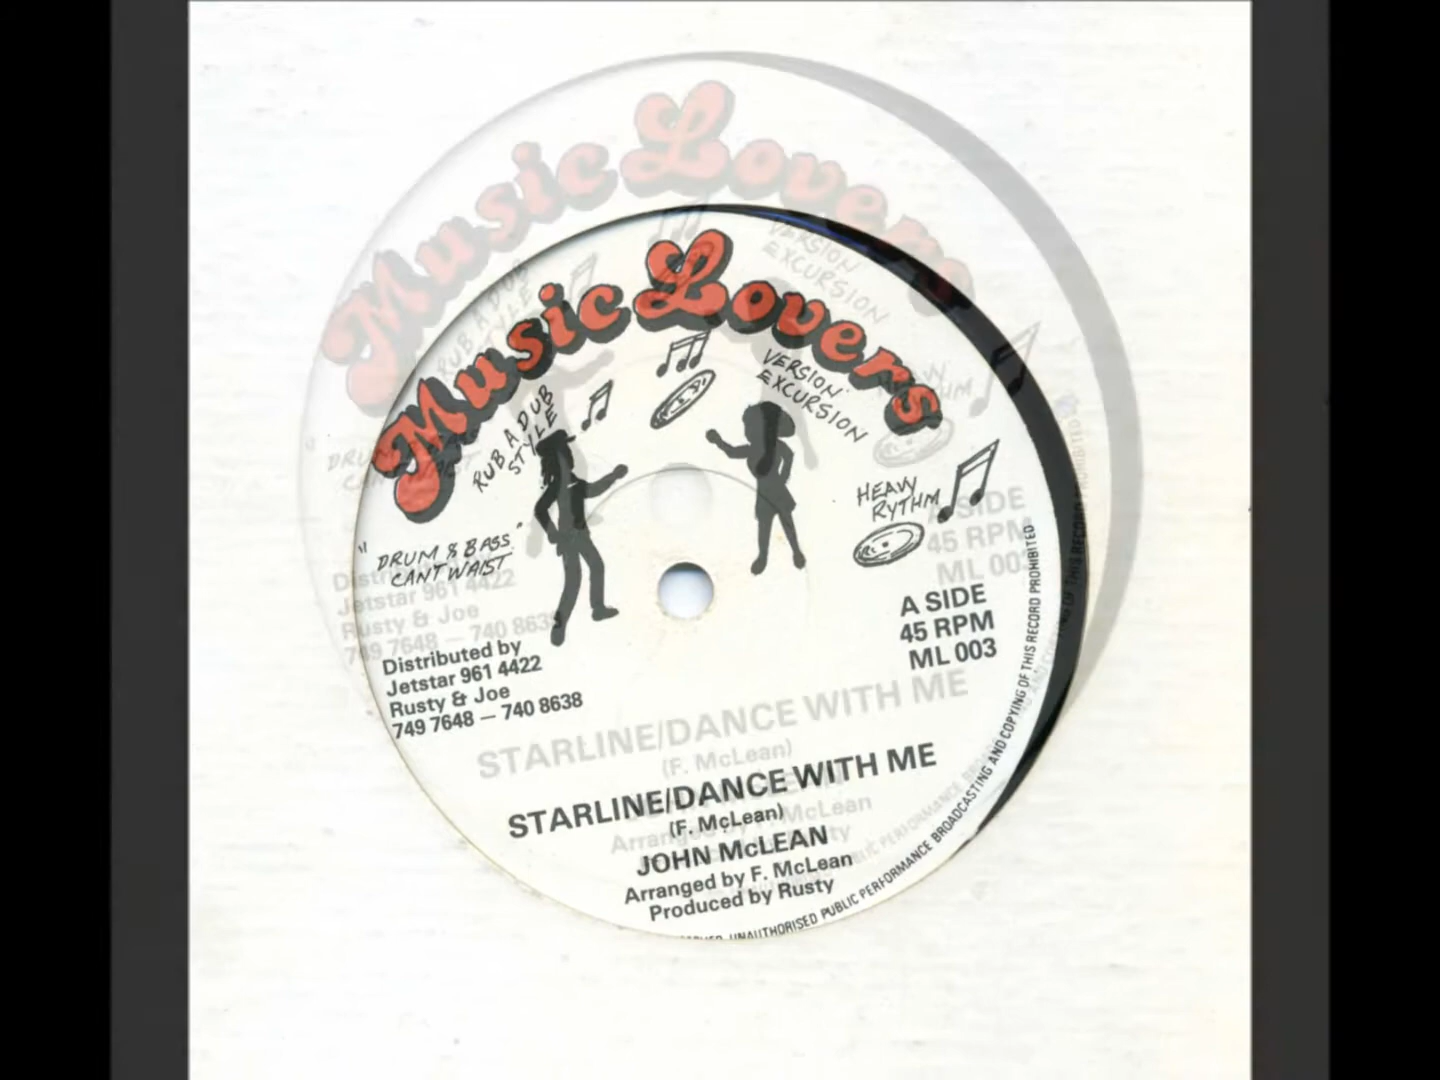 Music Lovers
RUB A DUB
STYLE
VERSION
EXCURSION
HEAVY
RYTHM
"DRUM & BASS"
CANT WAIST
A SIDE
45 RPM
ML 003
Distributed by
Jetstar 961 4422
Rusty & Joe
749 7648 — 740 8638
STARLINE/DANCE WITH ME
(F. McLean)
JOHN McLEAN
Arranged by F. McLean
Produced by Rusty
UNAUTHORISED PUBLIC PERFORMANCE BROADCASTING AND COPYING OF THIS RECORD PROHIBITED